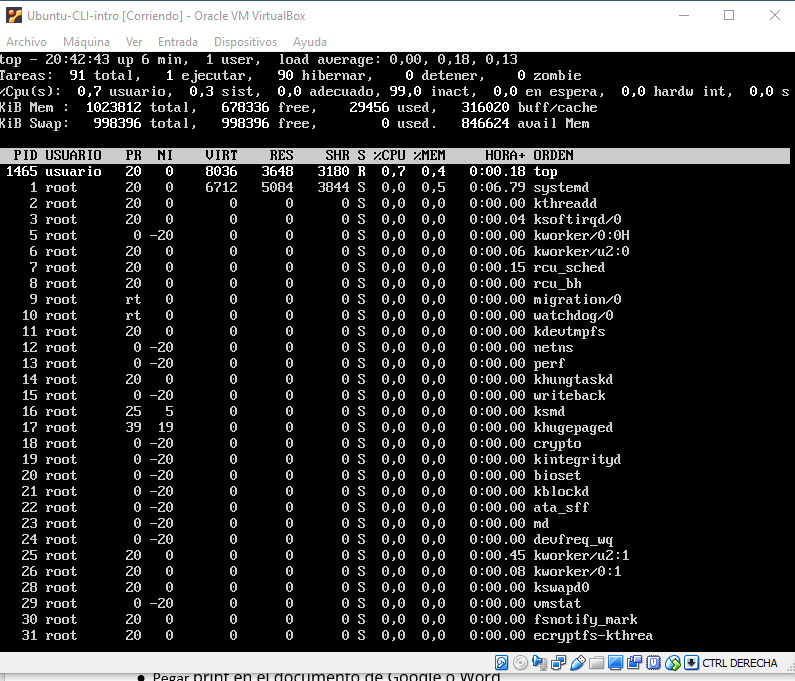 Ubuntu-CLI-intro [Corriendo] - Oracle VM VirtualBox
Archivo Máquina Ver Entrada Dispositivos Ayuda
top - 20:42:43 up 6 min, 1 user, load average: 0,00, 0,18, 0,13
Tareas: 91 total, 1 ejecutar, 90 hibernar, 0 detener, 0 zombie
%Cpu(s): 0,7 usuario, 0,3 sist, 0,0 adecuado, 99,0 inact, 0,0 en espera, 0,0 hardw int, 0,0 s
KiB Mem : 1023812 total, 678336 free, 29456 used, 316020 buff/cache
KiB Swap: 998396 total, 998396 free, 0 used. 846624 avail Mem
PID USUARIO PR NI VIRT RES SHR S %CPU %MEM HORA+ ORDEN
1465 usuario 20 0 8036 3648 3180 R 0,7 0,4 0:00.18 top
1 root 20 0 6712 5084 3844 S 0,0 0,5 0:06.79 systemd
2 root 20 0 0 0 0 S 0,0 0,0 0:00.00 kthreadd
3 root 20 0 0 0 0 S 0,0 0,0 0:00.04 ksoftirqd/0
5 root 0 -20 0 0 0 S 0,0 0,0 0:00.00 kworker/0:0H
6 root 20 0 0 0 0 S 0,0 0,0 0:00.06 kworker/u2:0
7 root 20 0 0 0 0 S 0,0 0,0 0:00.15 rcu_sched
8 root 20 0 0 0 0 S 0,0 0,0 0:00.00 rcu_bh
9 root rt 0 0 0 0 S 0,0 0,0 0:00.00 migration/0
10 root rt 0 0 0 0 S 0,0 0,0 0:00.00 watchdog/0
11 root 20 0 0 0 0 S 0,0 0,0 0:00.00 kdevtmpfs
12 root 0 -20 0 0 0 S 0,0 0,0 0:00.00 netns
13 root 0 -20 0 0 0 S 0,0 0,0 0:00.00 perf
14 root 20 0 0 0 0 S 0,0 0,0 0:00.00 khungtaskd
15 root 0 -20 0 0 0 S 0,0 0,0 0:00.00 writeback
16 root 25 5 0 0 0 S 0,0 0,0 0:00.00 ksmd
17 root 39 19 0 0 0 S 0,0 0,0 0:00.00 khugepaged
18 root 0 -20 0 0 0 S 0,0 0,0 0:00.00 crypto
19 root 0 -20 0 0 0 S 0,0 0,0 0:00.00 kintegrityd
20 root 0 -20 0 0 0 S 0,0 0,0 0:00.00 bioset
21 root 0 -20 0 0 0 S 0,0 0,0 0:00.00 kblockd
22 root 0 -20 0 0 0 S 0,0 0,0 0:00.00 ata_sff
23 root 0 -20 0 0 0 S 0,0 0,0 0:00.00 md
24 root 0 -20 0 0 0 S 0,0 0,0 0:00.00 devfreq_wq
25 root 20 0 0 0 0 S 0,0 0,0 0:00.45 kworker/u2:1
26 root 20 0 0 0 0 S 0,0 0,0 0:00.08 kworker/0:1
28 root 20 0 0 0 0 S 0,0 0,0 0:00.00 kswapd0
29 root 0 -20 0 0 0 S 0,0 0,0 0:00.00 vmstat
30 root 20 0 0 0 0 S 0,0 0,0 0:00.00 fsnotify_mark
31 root 20 0 0 0 0 S 0,0 0,0 0:00.00 ecryptfs-kthrea
CTRL DERECHA
• Pegar print en el documento de Google o Word